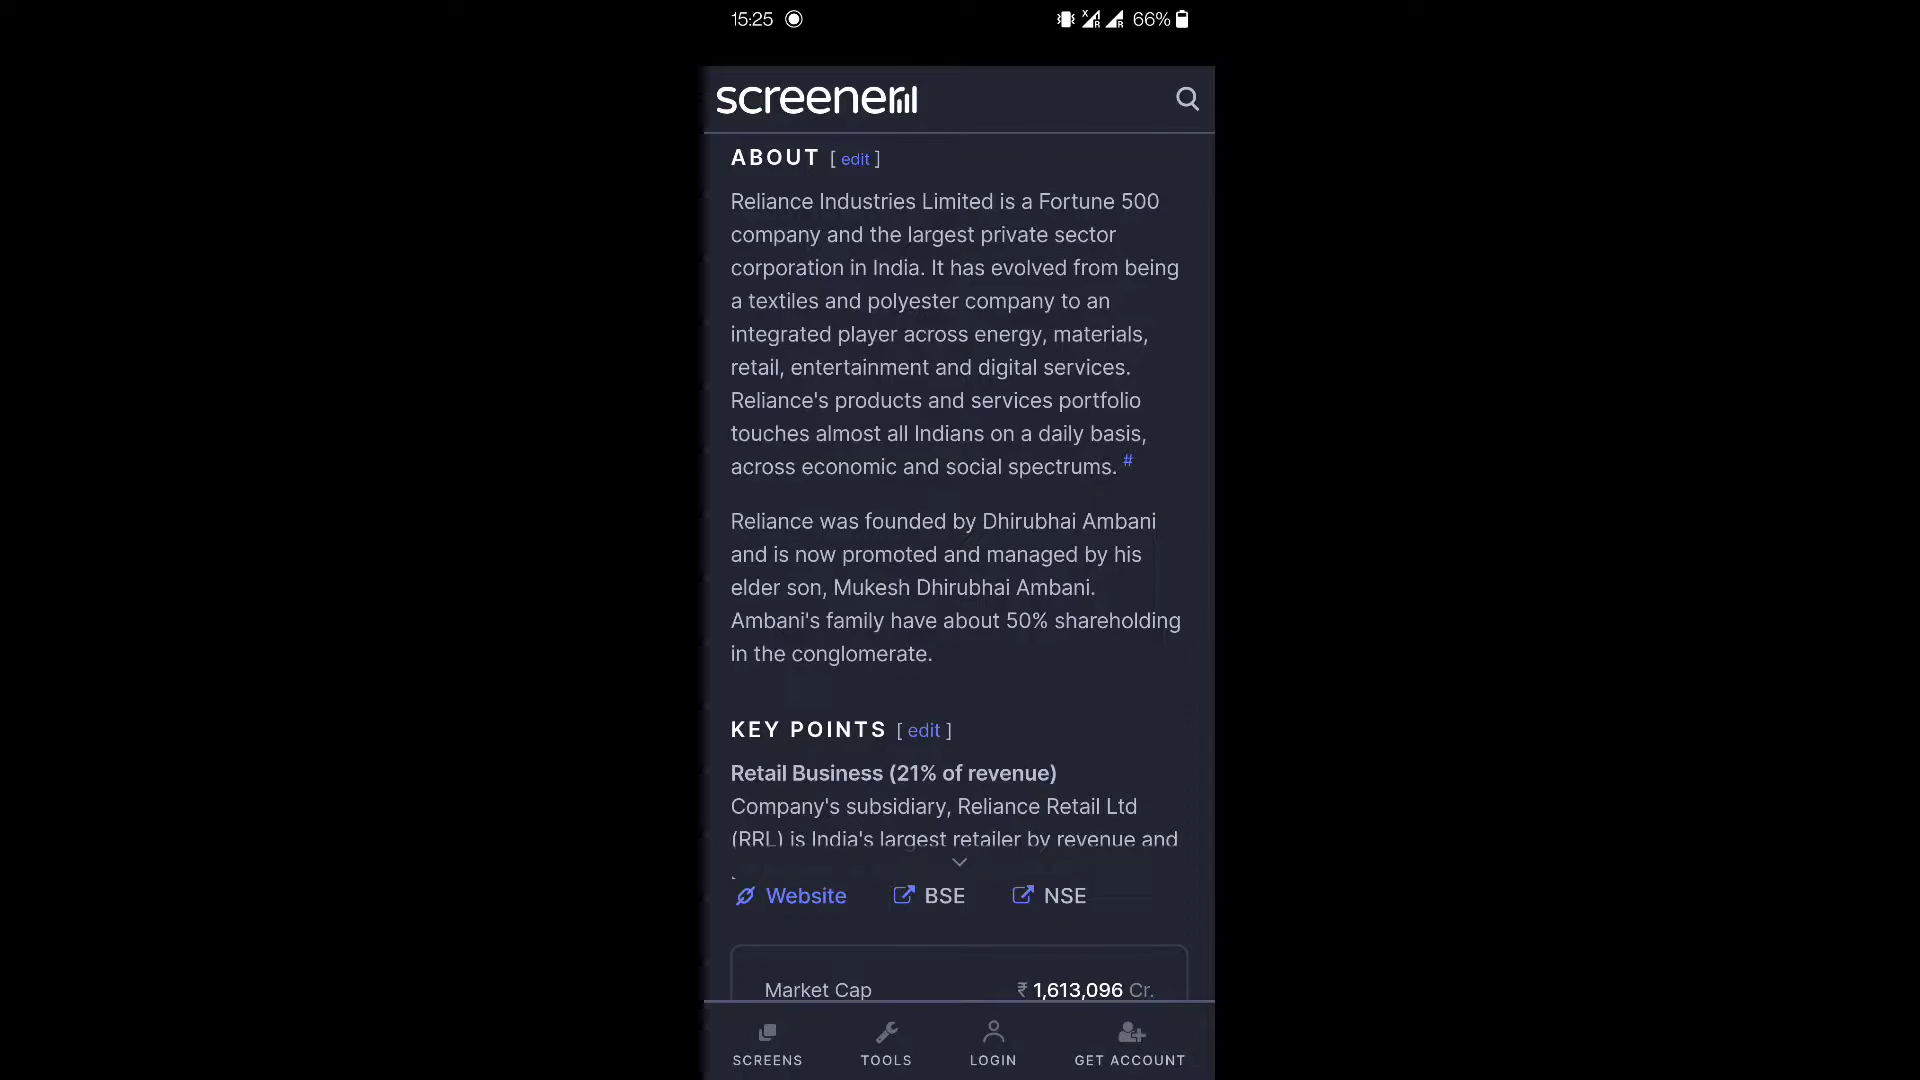 15:25
66%
screener
ABOUT [ edit ]
Reliance Industries Limited is a Fortune 500
company and the largest private sector
corporation in India. It has evolved from being
a textiles and polyester company to an
integrated player across energy, materials,
retail, entertainment and digital services.
Reliance's products and services portfolio
touches almost all Indians on a daily basis,
across economic and social spectrums. #
Reliance was founded by Dhirubhai Ambani
and is now promoted and managed by his
elder son, Mukesh Dhirubhai Ambani.
Ambani's family have about 50% shareholding
in the conglomerate.
KEY POINTS [ edit ]
Retail Business (21% of revenue)
Company's subsidiary, Reliance Retail Ltd
(RRL) is India's largest retailer by revenue and
Website BSE NSE
Market Cap ₹ 1,613,096 Cr.
SCREENS TOOLS LOGIN GET ACCOUNT